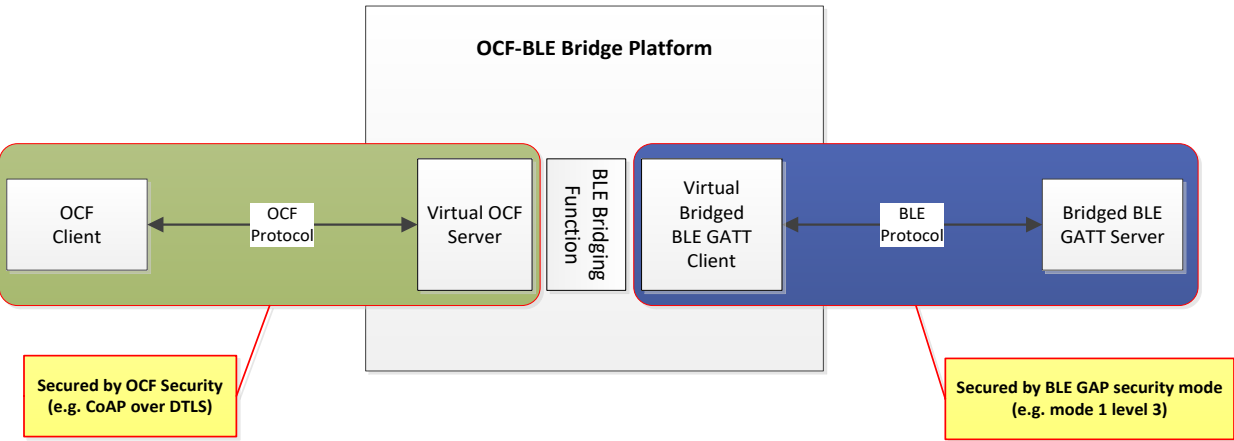 OCF-BLE Bridge Platform
OCF
Client
OCF
Protocol
Virtual OCF
Server
BLE Bridging
Function
Virtual
Bridged
BLE GATT
Client
BLE
Protocol
Bridged BLE
GATT Server
Secured by OCF Security
(e.g. CoAP over DTLS)
Secured by BLE GAP security mode
(e.g. mode 1 level 3)